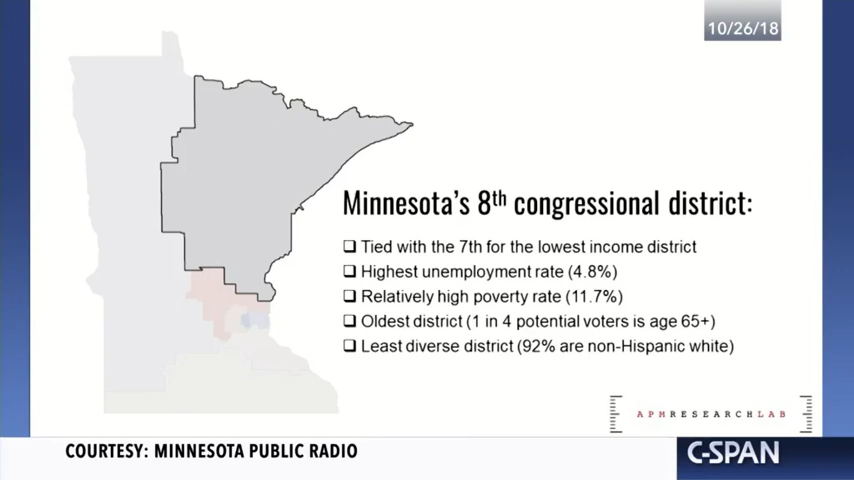 10/26/18
Minnesota's 8th congressional district:
Tied with the 7th for the lowest income district
Highest unemployment rate (4.8%)
Relatively high poverty rate (11.7%)
Oldest district (1 in 4 potential voters is age 65+)
Least diverse district (92% are non-Hispanic white)
APMRESEARCHLAB
COURTESY: MINNESOTA PUBLIC RADIO
C-SPAN